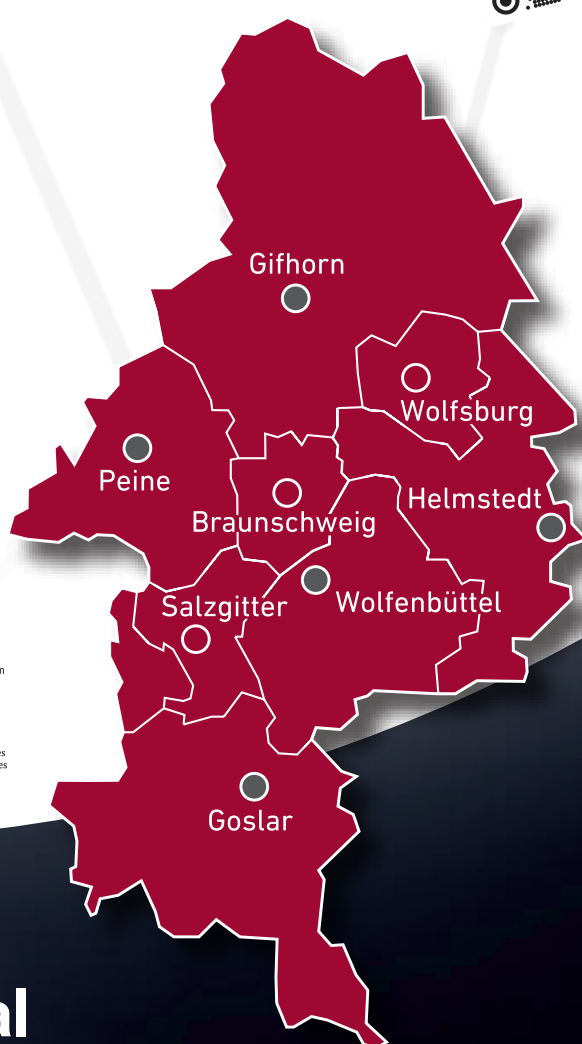 Gifhorn
Wolfsburg
Peine
Helmstedt
Braunschweig
Salzgitter
Wolfenbüttel
Goslar